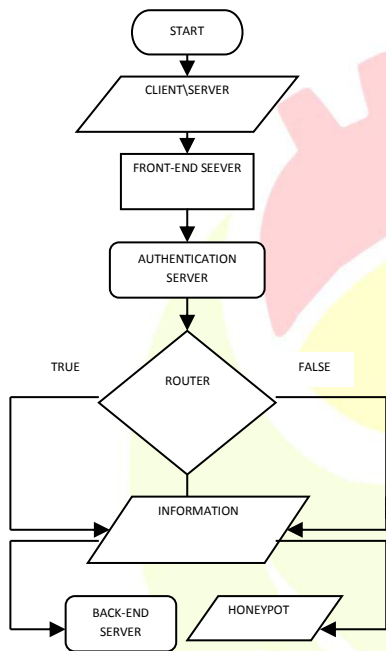 START
CLIENT\SERVER
FRONT-END SEEVER
AUTHENTICATION
SERVER
TRUE
FALSE
ROUTER
INFORMATION
BACK-END
SERVER
HONEYPOT